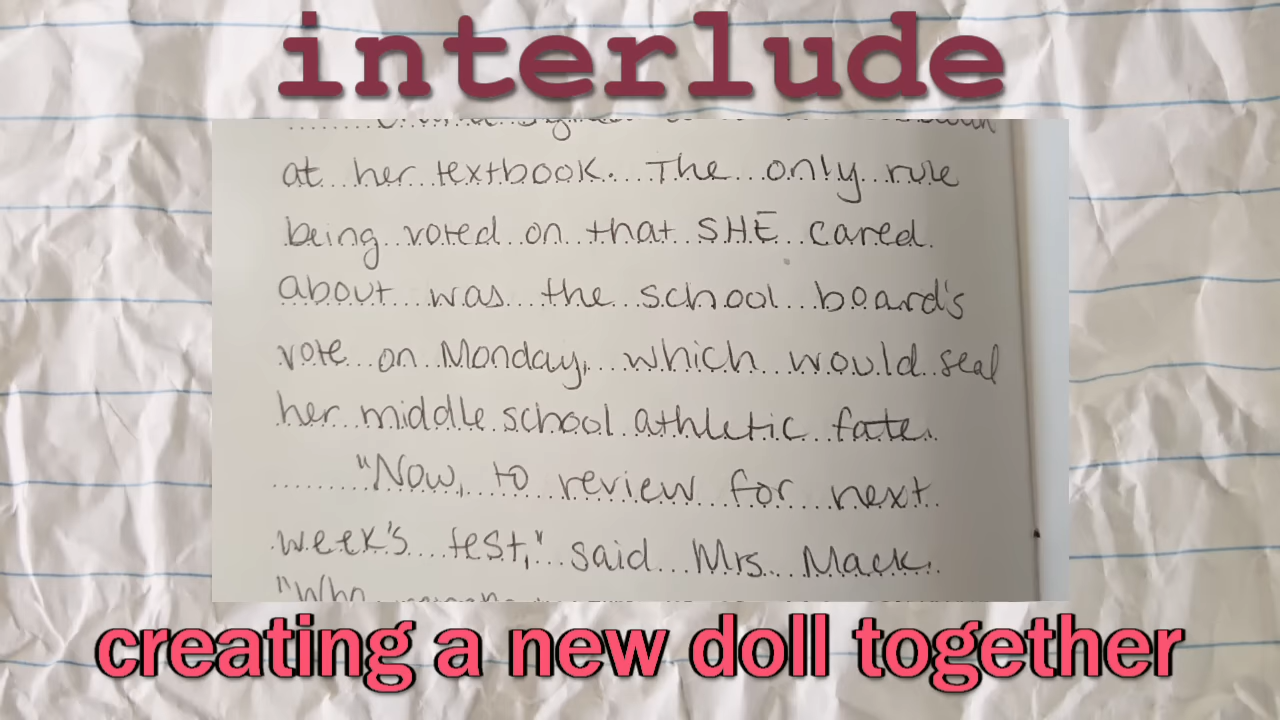 interlude
at her textbook. The only rule
being voted on that SHE cared
about was the school board's
vote on Monday, which would seal
her middle school athletic fate.
"Now, to review for next
week's test," said Mrs. Mack.
"Who
creating a new doll together